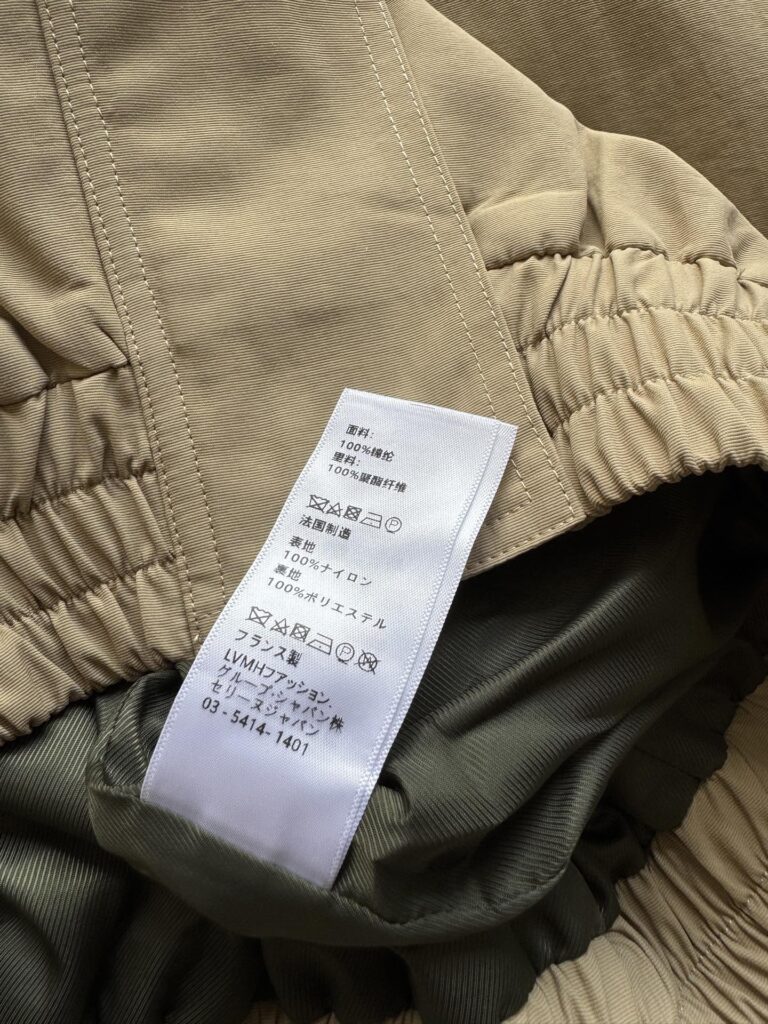 面料:
100%锦纶
里料:
100%聚酯纤维
法国制造
表地
100%ナイロン
裏地
100%ポリエステル
フランス製
LVMHファッション.
グループ.ジャパン株
セリーヌジャパン
03-5414-1401